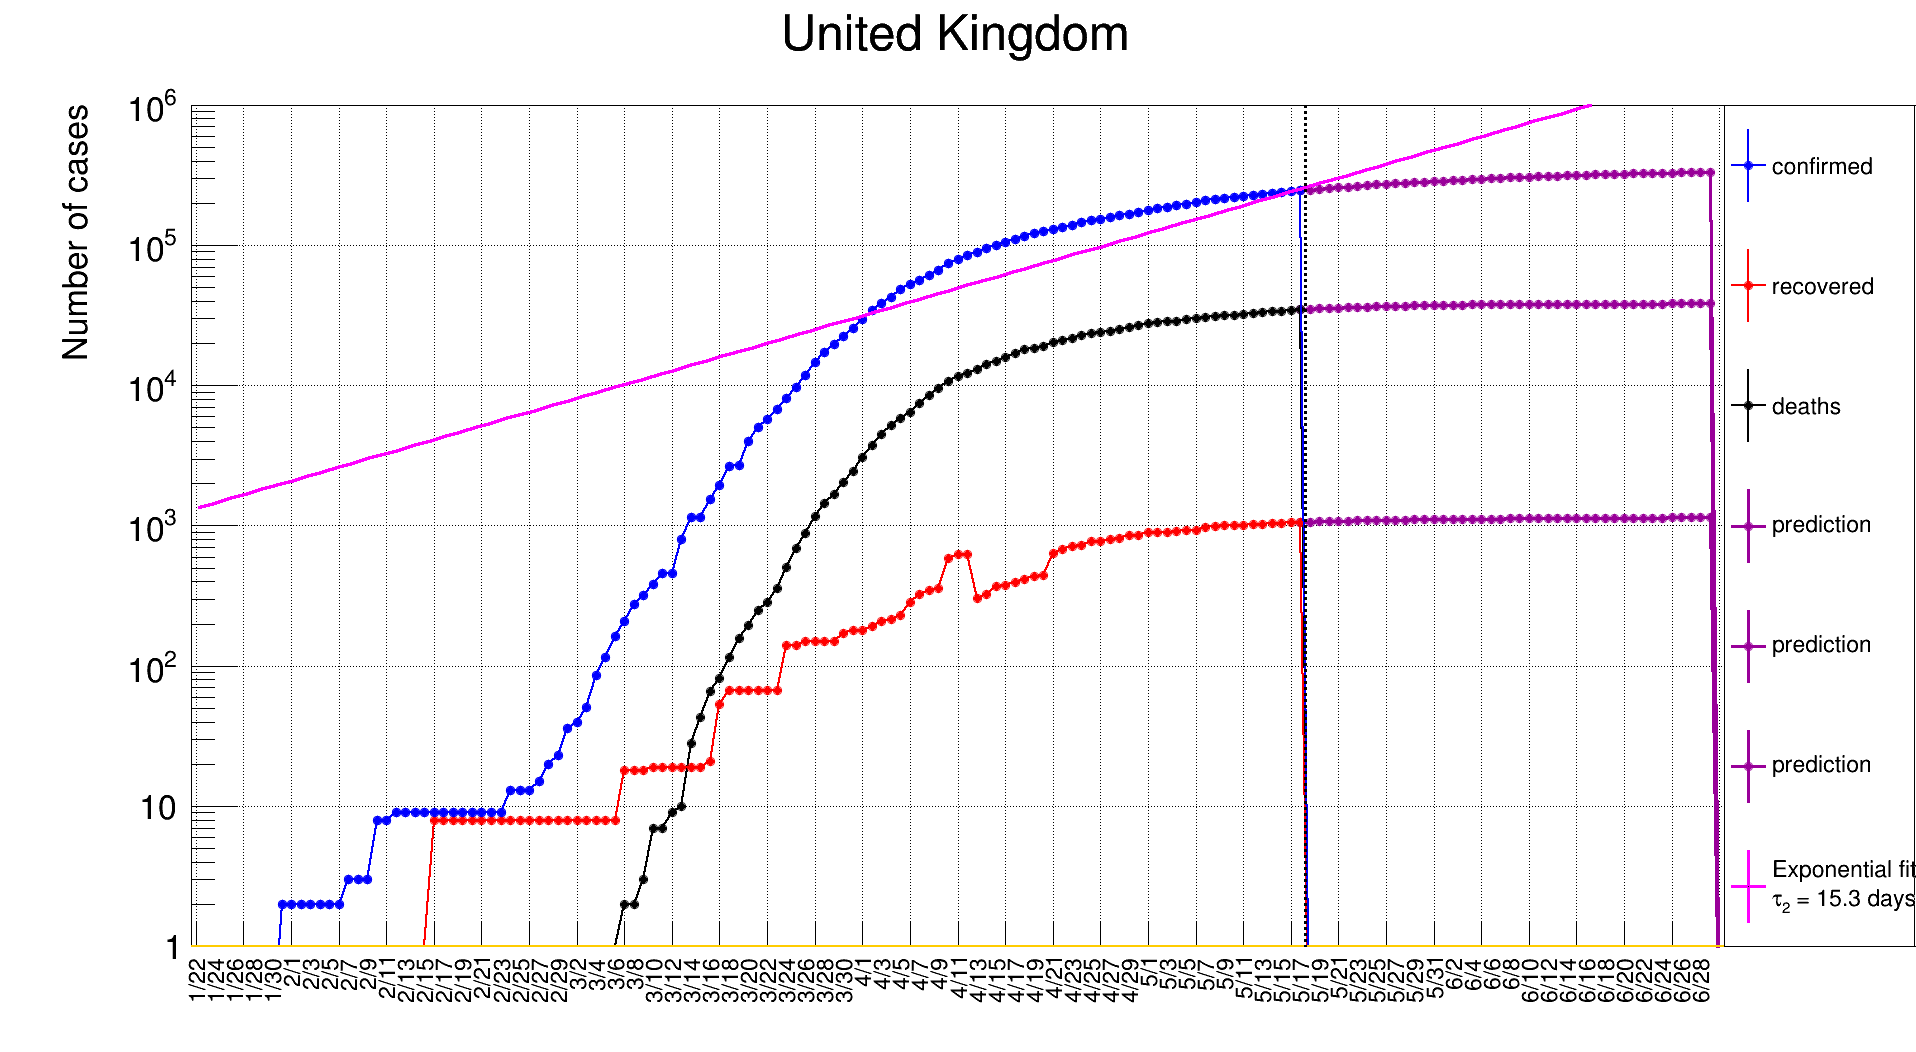 United Kingdom
Number of cases
10^6
10^5
10^4
10^3
10^2
10
1
1/22 1/24 1/26 1/28 1/30 2/1 2/3 2/5 2/7 2/9 2/11 2/13 2/15 2/17 2/19 2/21 2/23 2/25 2/27 2/29 3/2 3/4 3/6 3/8 3/10 3/12 3/14 3/16 3/18 3/20 3/22 3/24 3/26 3/28 3/30 4/1 4/3 4/5 4/7 4/9 4/11 4/13 4/15 4/17 4/19 4/21 4/23 4/25 4/27 4/29 5/1 5/3 5/5 5/7 5/9 5/11 5/13 5/15 5/17 5/19 5/21 5/23 5/25 5/27 5/29 5/31 6/2 6/4 6/6 6/8 6/10 6/12 6/14 6/16 6/18 6/20 6/22 6/24 6/26 6/28
confirmed
recovered
deaths
prediction
prediction
prediction
Exponential fit
τ₂ = 15.3 days